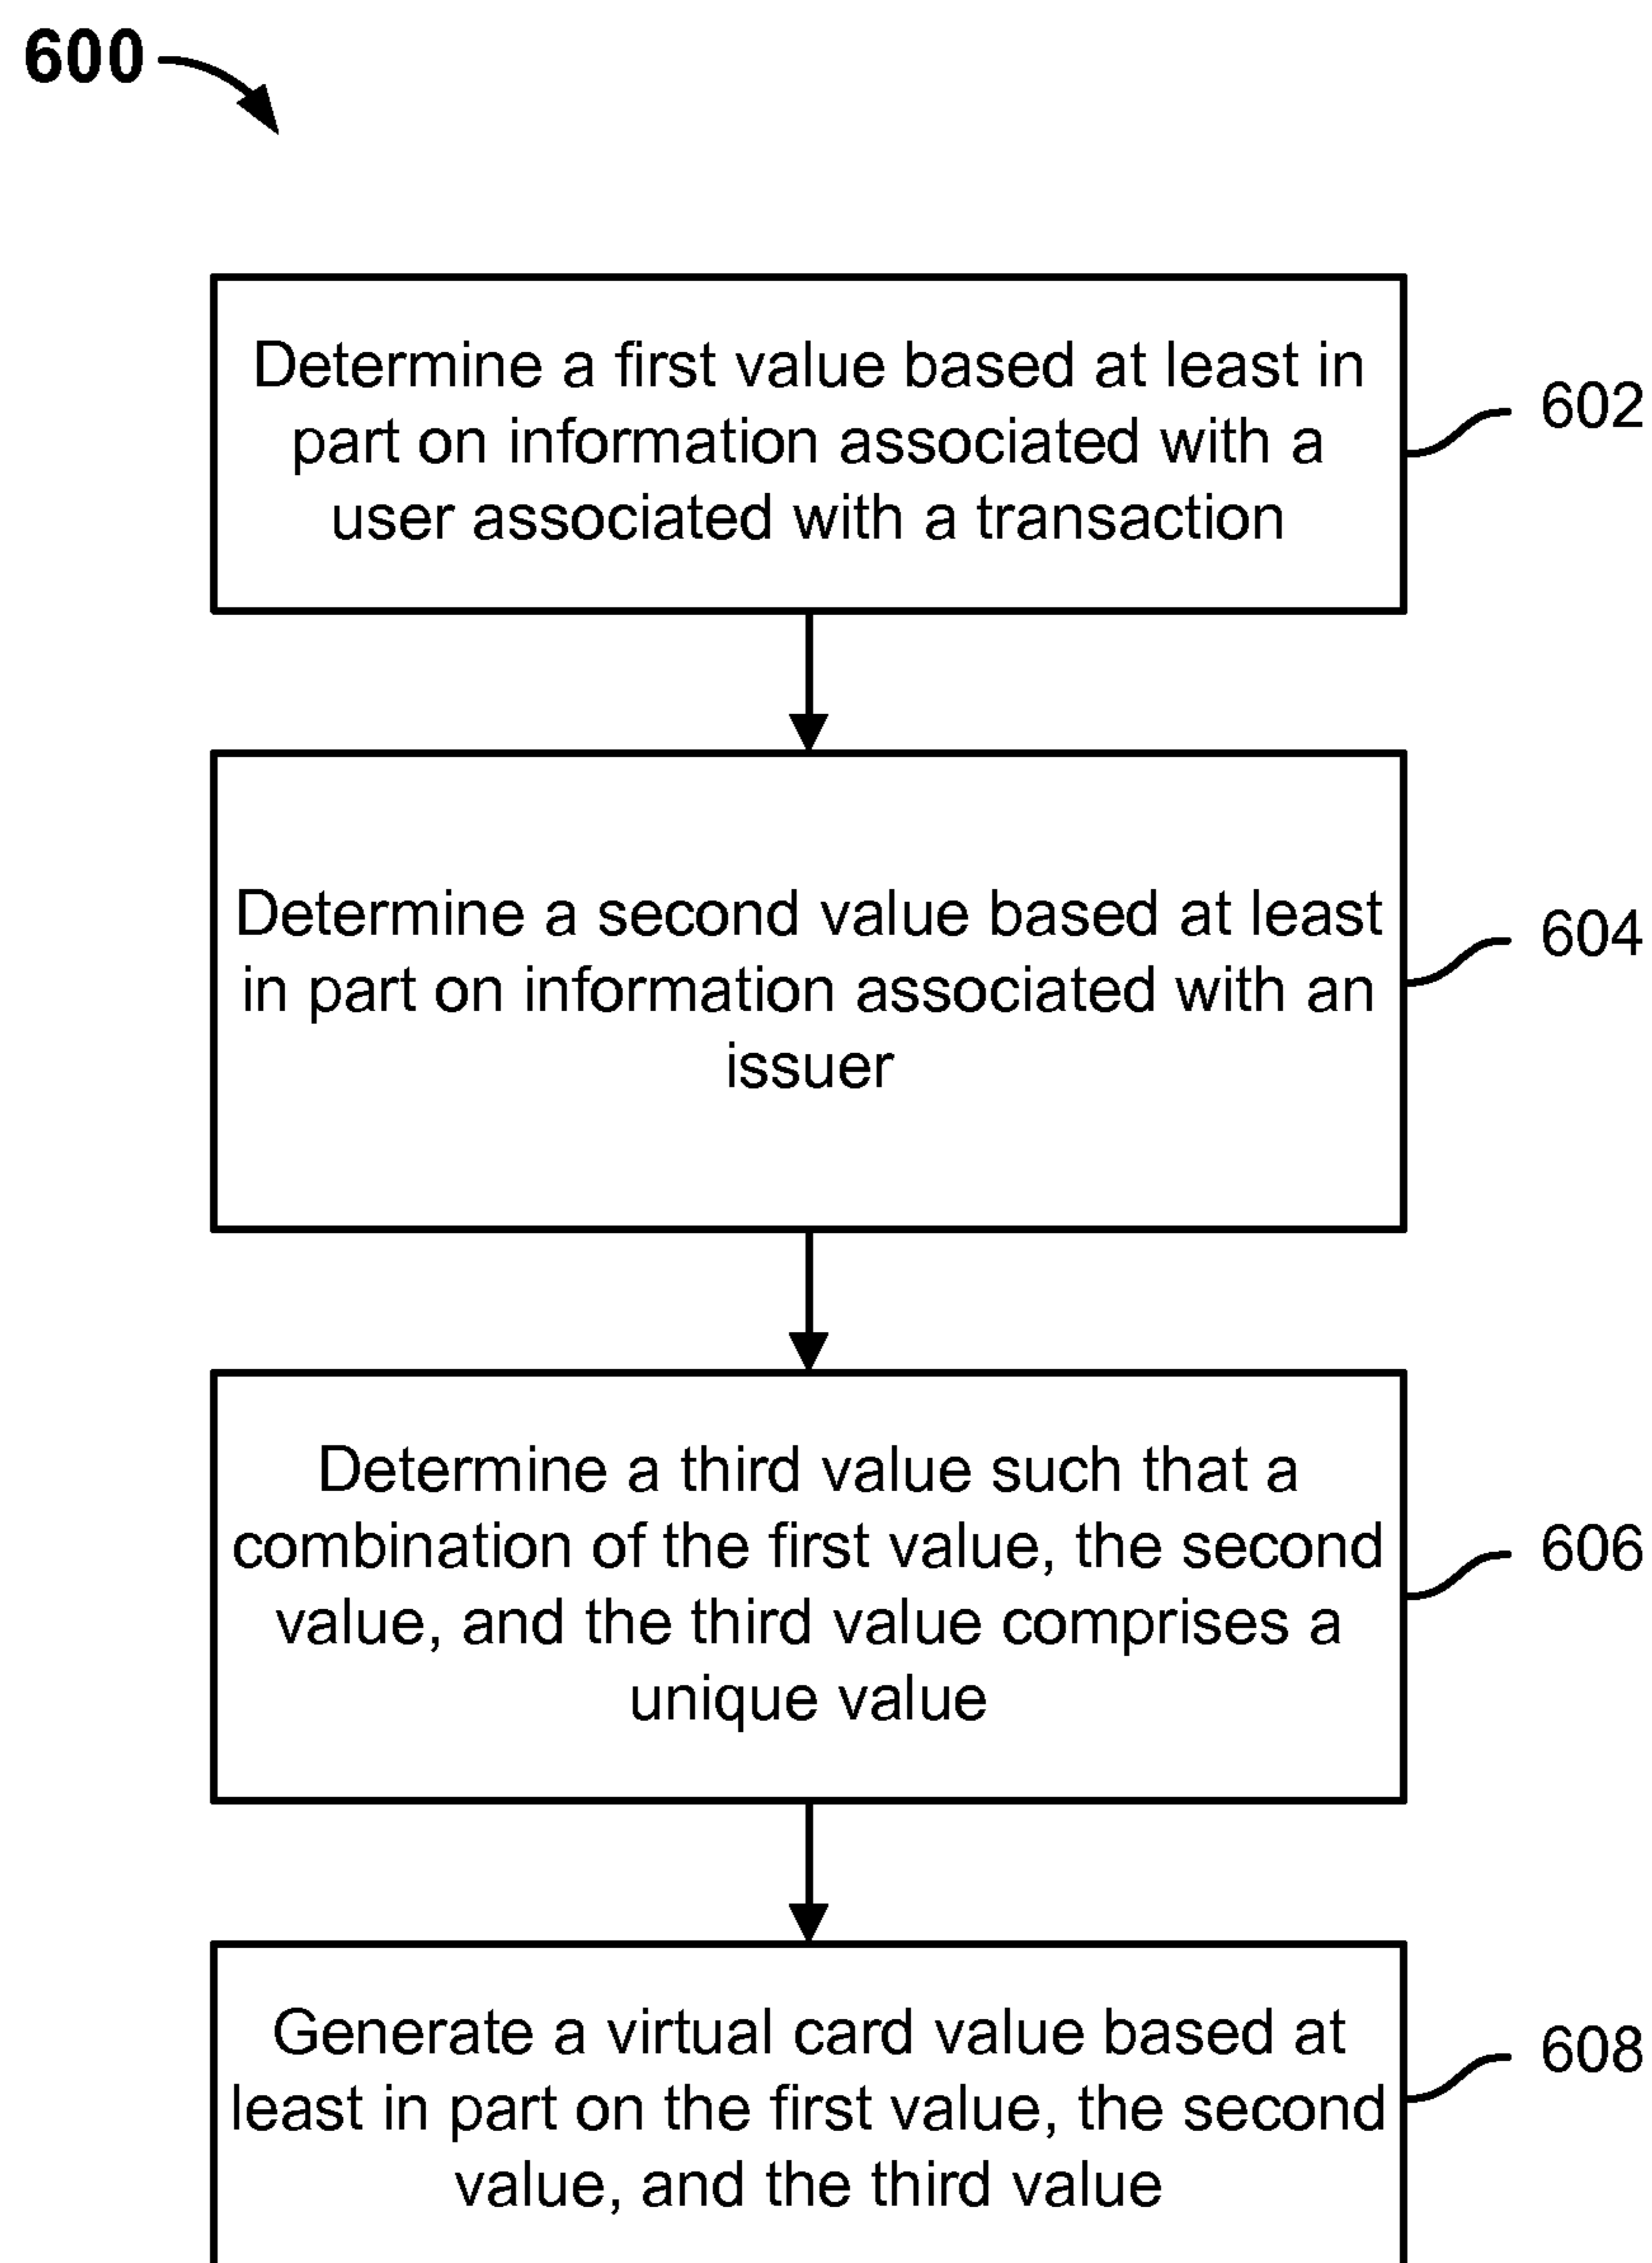 600
Determine a first value based at least in
part on information associated with a
user associated with a transaction
602
Determine a second value based at least
in part on information associated with an
issuer
604
Determine a third value such that a
combination of the first value, the second
value, and the third value comprises a
unique value
606
Generate a virtual card value based at
least in part on the first value, the second
value, and the third value
608